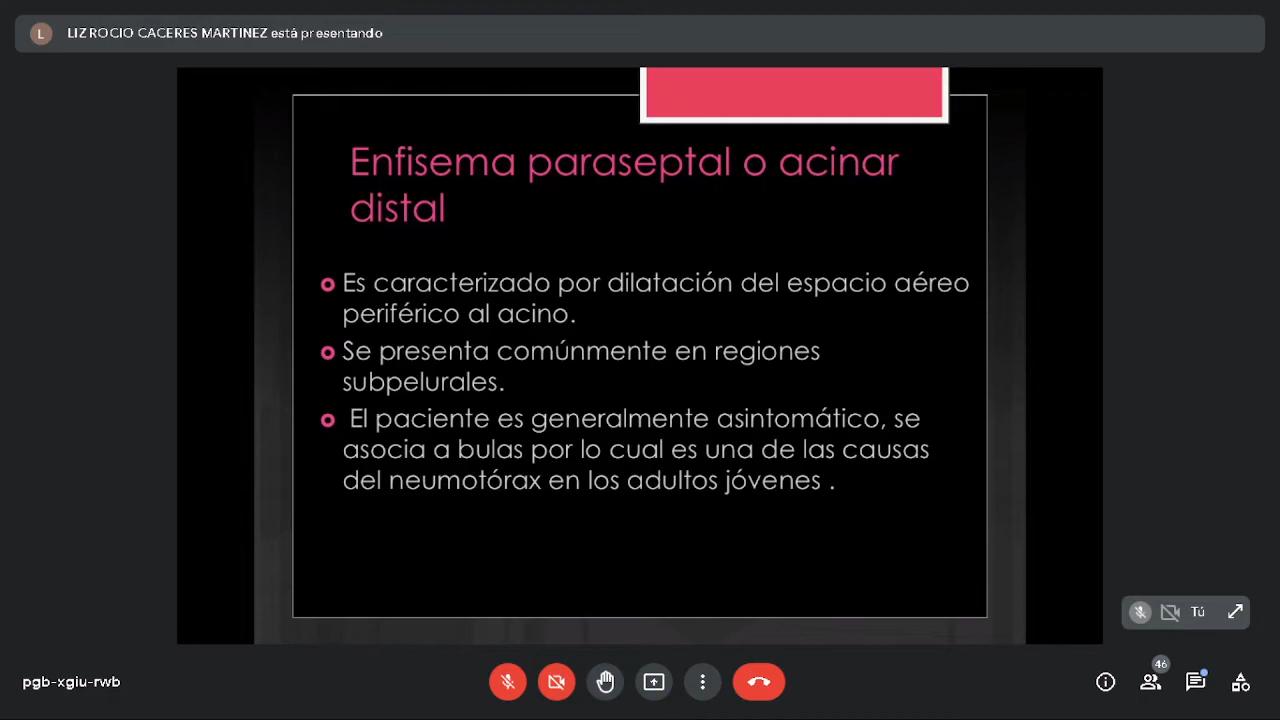 L
LIZ ROCIO CACERES MARTINEZ está presentando
Enfisema paraseptal o acinar
distal
Es caracterizado por dilatación del espacio aéreo
periférico al acino.
Se presenta comúnmente en regiones
subpelurales.
El paciente es generalmente asintomático, se
asocia a bulas por lo cual es una de las causas
del neumotórax en los adultos jóvenes .
Tú
46
pgb-xgiu-rwb